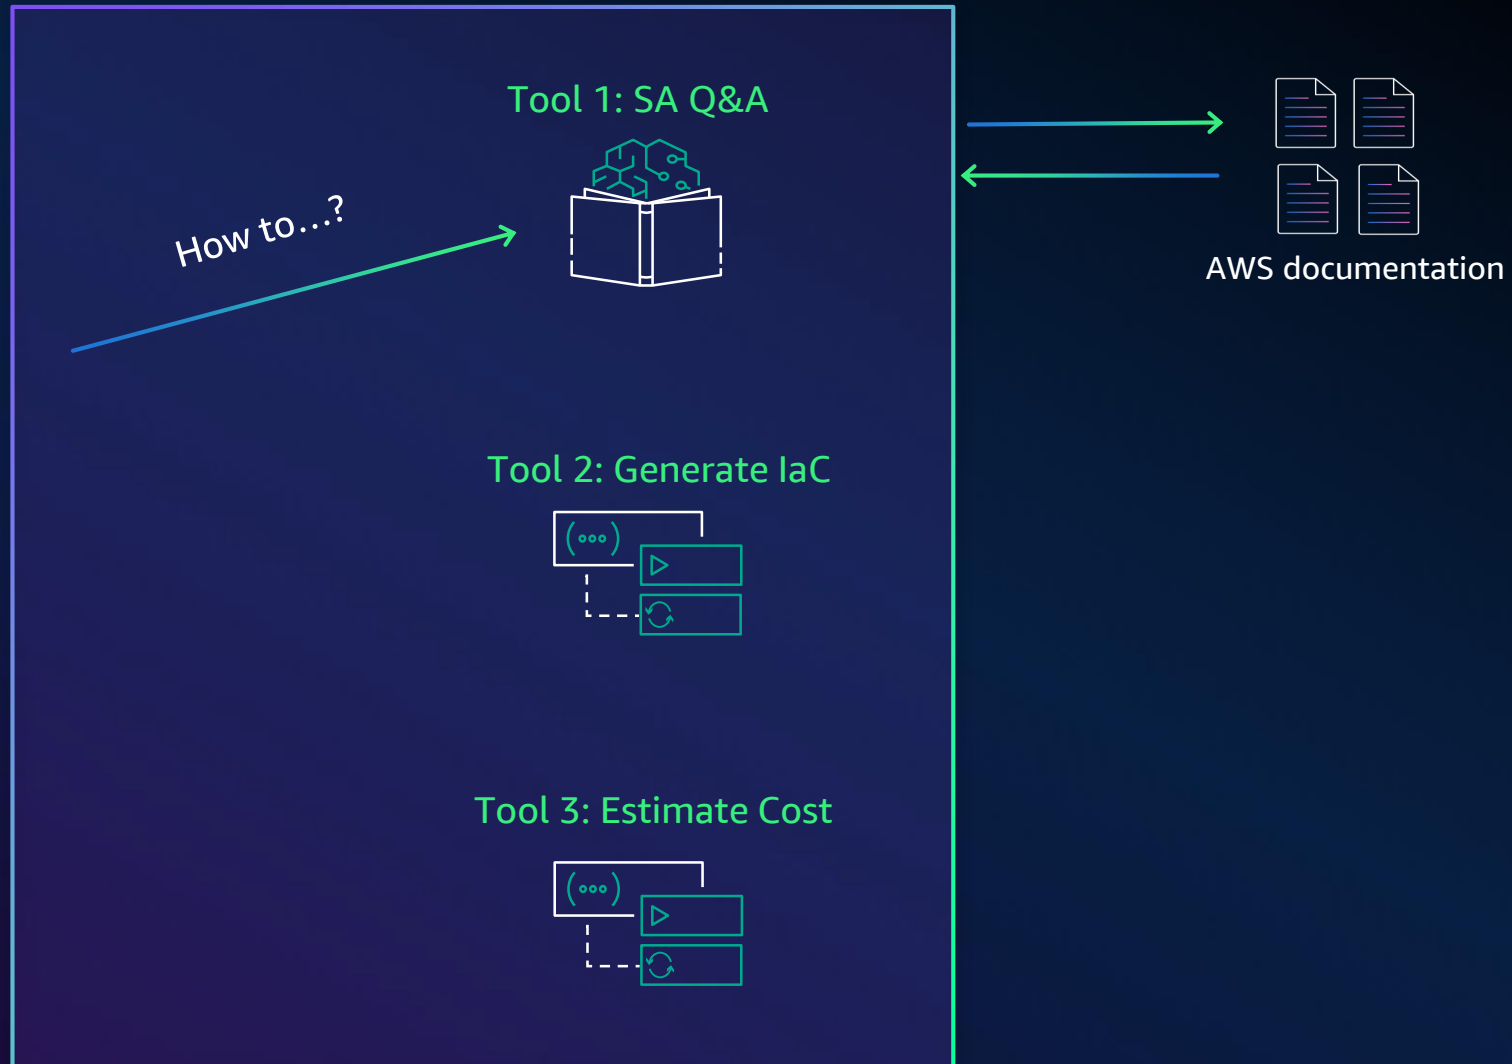 Tool 1: SA Q&A
How to...?
AWS documentation
Tool 2: Generate IaC
Tool 3: Estimate Cost